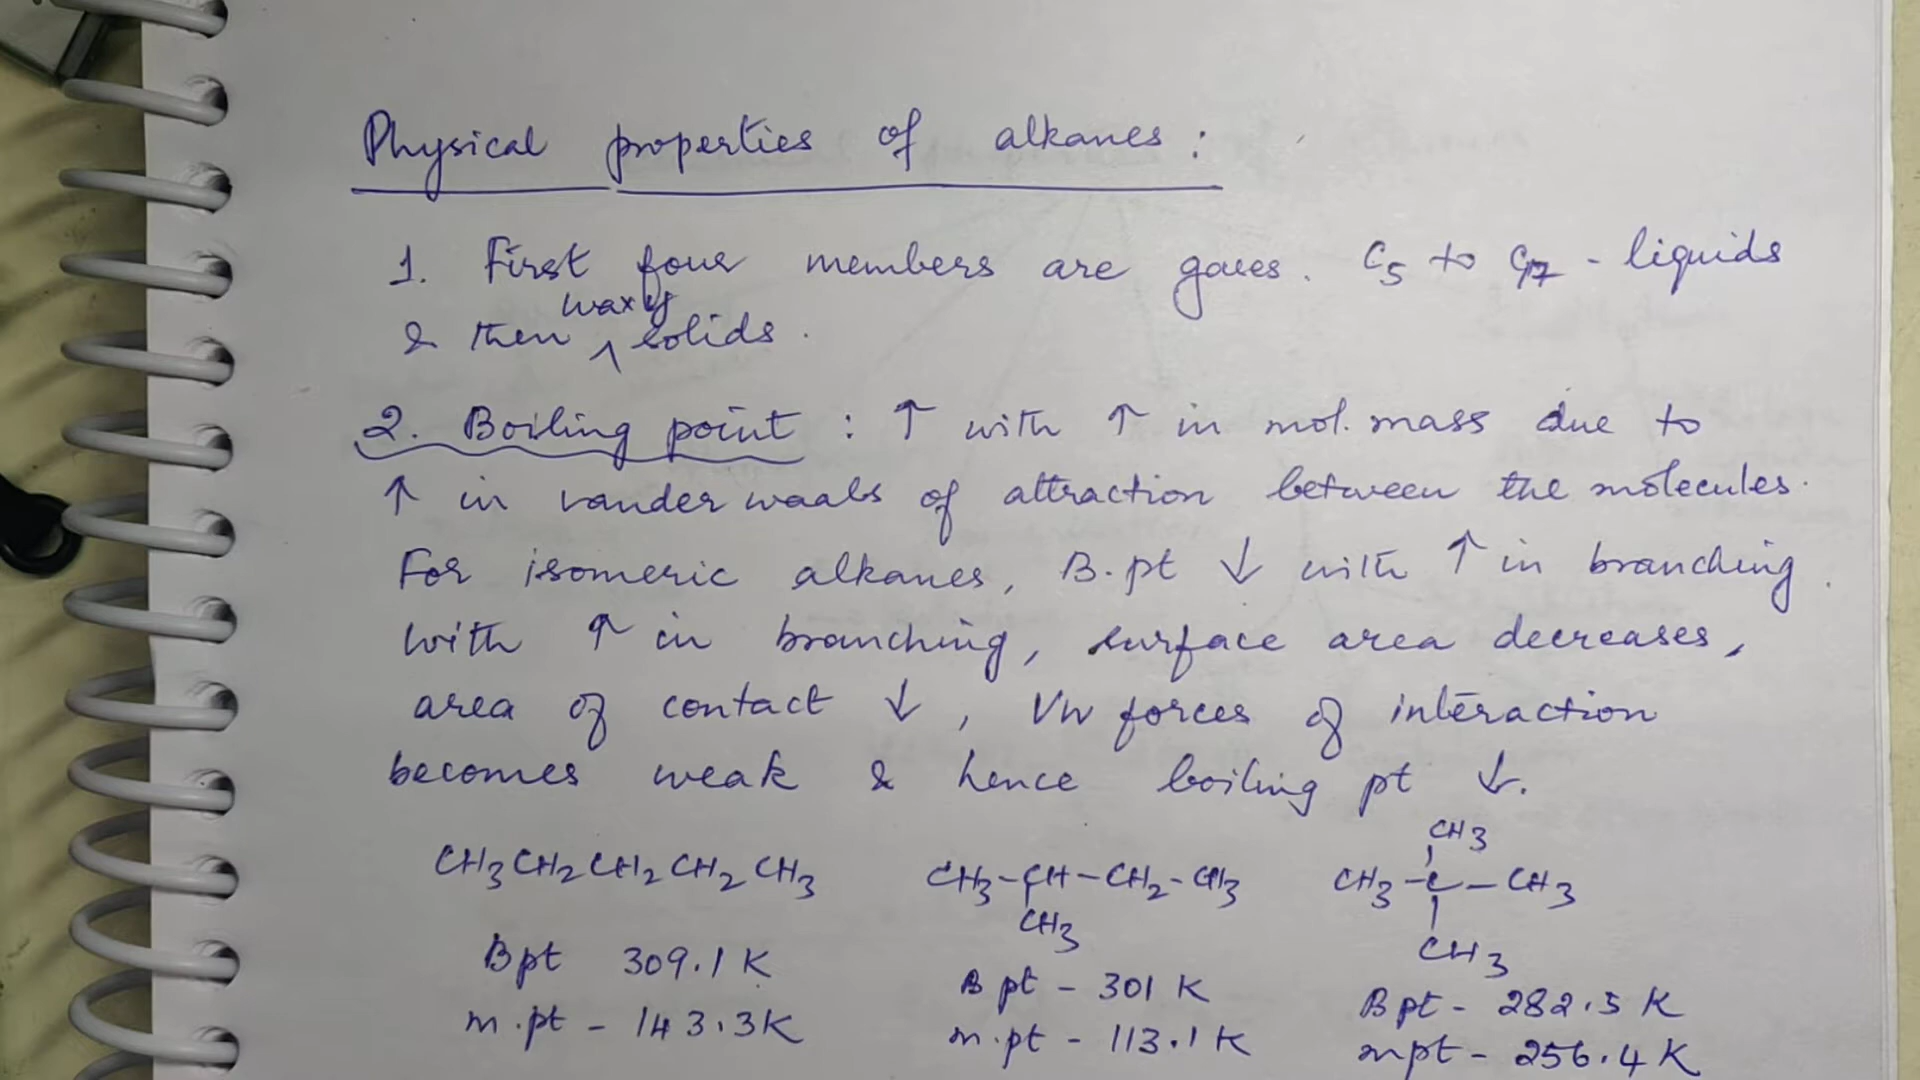 Physical properties of alkanes :
1. First four members are gases. C5 to C17 - liquids
& then waxy solids.
2. Boiling point : ↑ with ↑ in mol. mass due to
↑ in vander waals of attraction between the molecules.
For isomeric alkanes, B.pt ↓ with ↑ in branching.
With ↑ in branching, surface area decreases,
area of contact ↓, VW forces of interaction
becomes weak & hence boiling pt ↓.
CH3
CH3CH2CH2CH2CH3 CH3-CH-CH2-CH3 CH3-C-CH3
CH3 CH3
Bpt 309.1 K B pt - 301 K Bpt - 282.5 K
m.pt - 143.3K m.pt - 113.1K mpt - 256.4K